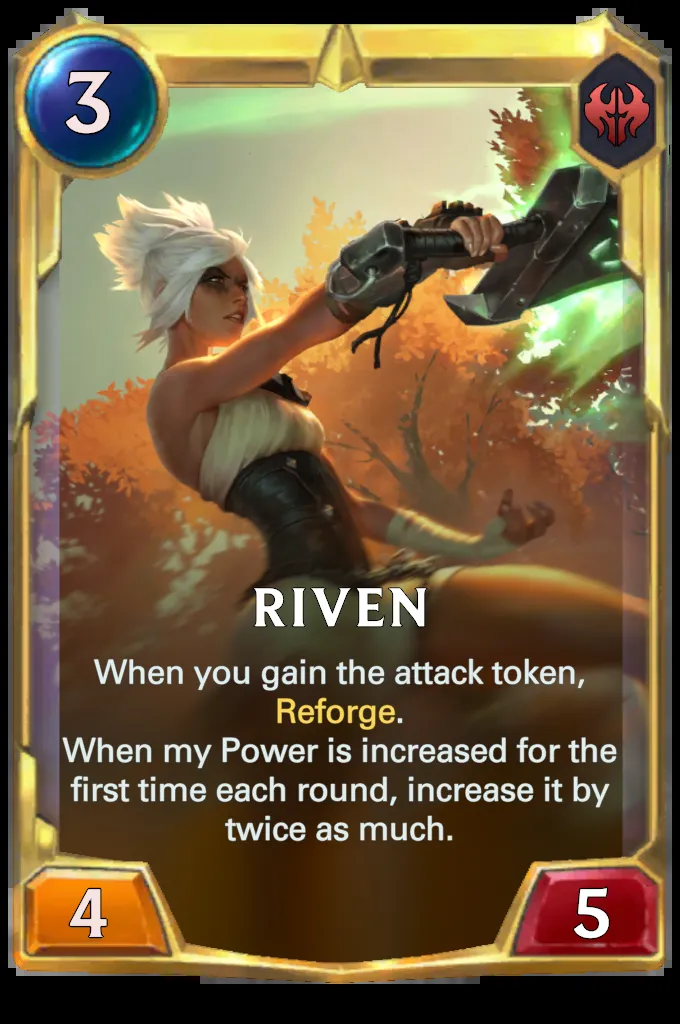 3
RIVEN
When you gain the attack token,
Reforge.
When my Power is increased for the
first time each round, increase it by
twice as much.
4
5